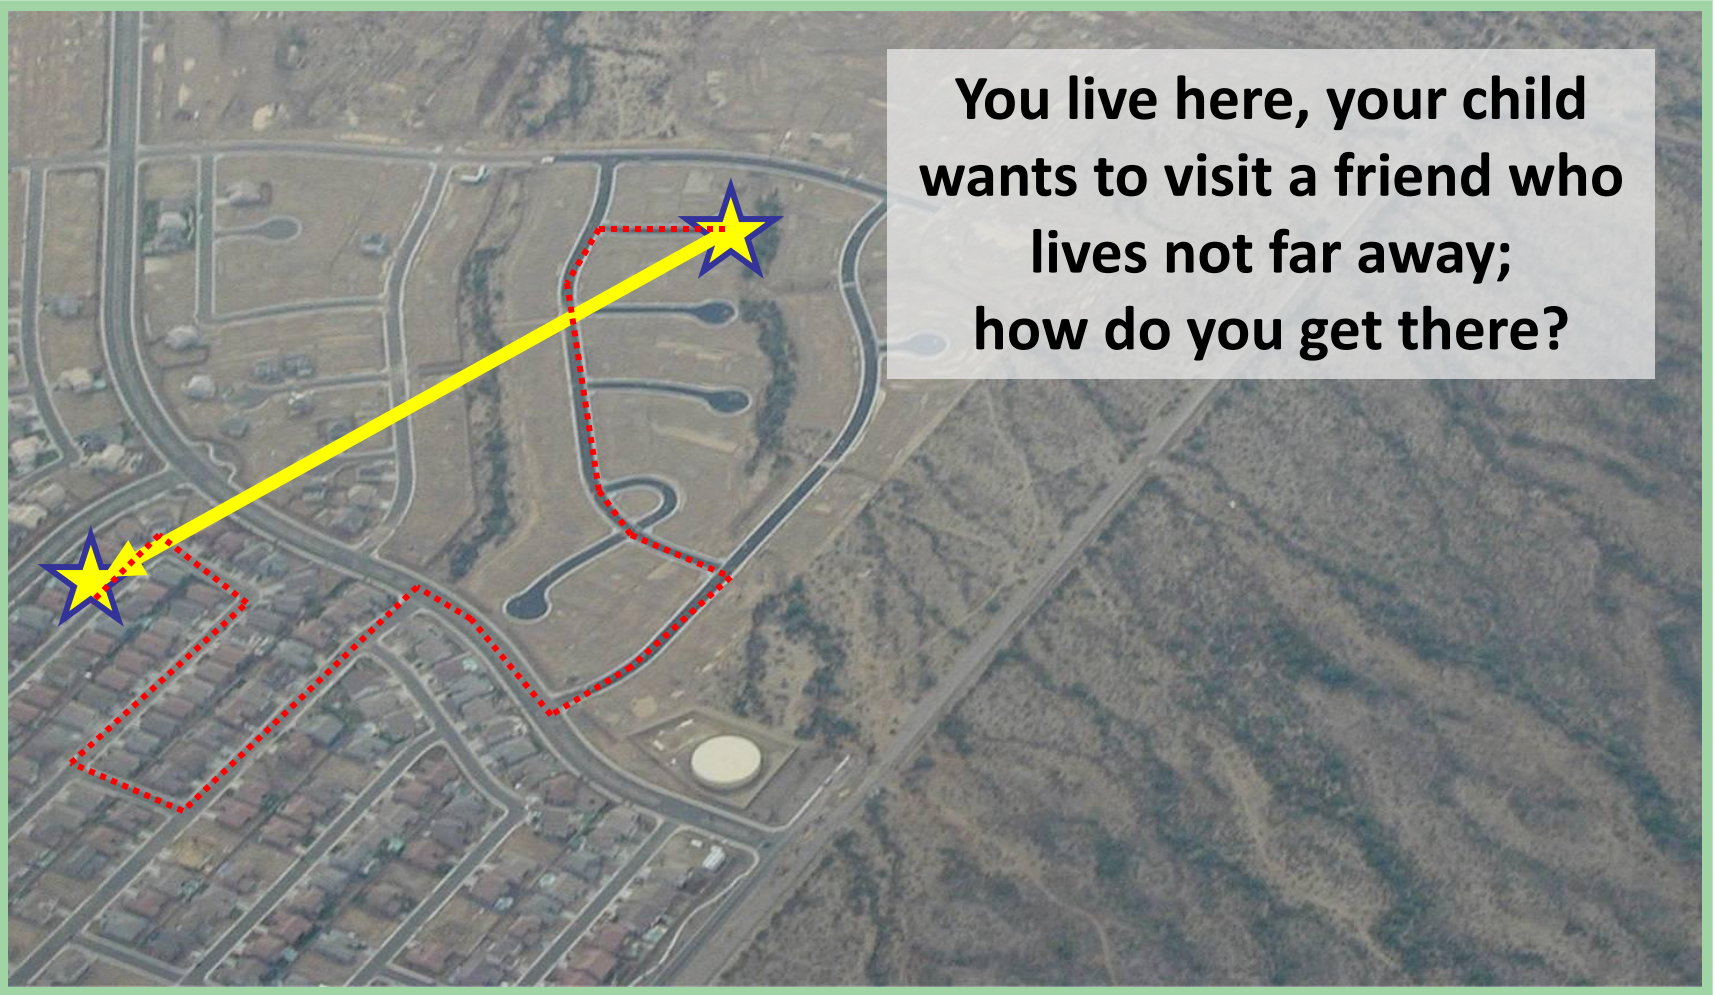 You live here, your child
wants to visit a friend who
lives not far away;
how do you get there?